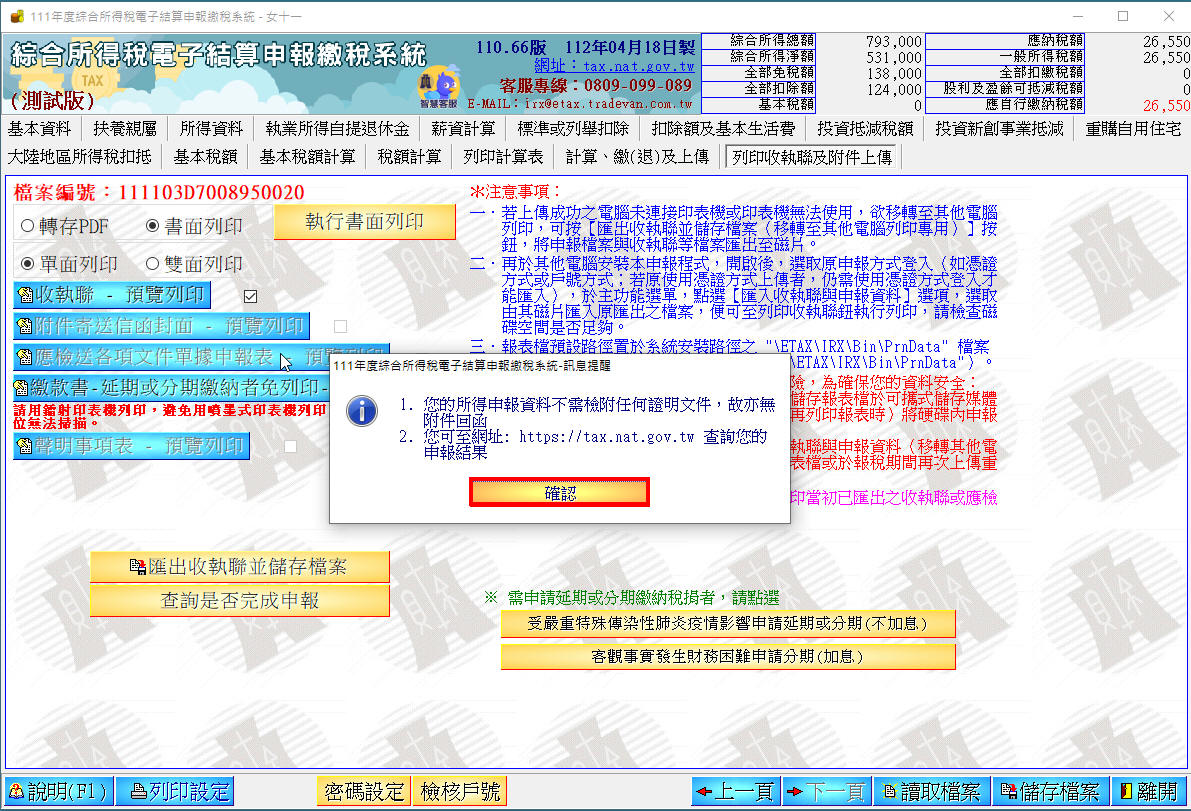 111年度綜合所得稅電子結算申報繳稅系統 - 女十一
綜合所得稅電子結算申報繳稅系統
TAX
(測試版)
110.66版 112年04月18日製
網址：tax.nat.gov.tw
客服專線：0809-099-089
E-MAIL：irx@etax.tradevan.com.tw
智慧客服
綜合所得總額 793,000 應納稅額 26,550
綜合所得淨額 531,000 一般所得稅額 26,550
全部免稅額 138,000 全部扣繳稅額 0
全部扣除額 124,000 股利及盈餘可抵減稅額 0
基本稅額 0 應自行繳納稅額 26,550
基本資料 扶養親屬 所得資料 執業所得自提退休金 薪資計算 標準或列舉扣除 扣除額及基本生活費 投資抵減稅額 投資新創事業抵減 重購自用住宅
大陸地區所得稅扣抵 基本稅額 基本稅額計算 稅額計算 列印計算表 計算、繳(退)及上傳 列印收執聯及附件上傳
檔案編號：111103D7008950020
轉存PDF 書面列印 執行書面列印
單面列印 雙面列印
收執聯 - 預覽列印
附件寄送信函封面 - 預覽列印
應檢送各項文件單據申報表 - 預覽列印
繳款書-延期或分期繳納者免列印-
請用鐳射印表機列印，避免用噴墨式印表機列印
位無法掃描。
聲明事項表 - 預覽列印
匯出收執聯並儲存檔案
查詢是否完成申報
※注意事項：
一．若上傳成功之電腦未連接印表機或印表機無法使用，欲移轉至其他電腦
列印，可按［匯出收執聯並儲存檔案（移轉至其他電腦列印專用）］按
鈕，將申報檔案與收執聯等檔案匯出至磁片。
二．再於其他電腦安裝本申報程式，開啟後，選取原申報方式登入（如憑證
方式或戶號方式；若原使用憑證方式上傳者，仍需使用憑證方式登入才
能匯入），於主功能選單，點選［匯入收執聯與申報資料］選項，選取
由其磁片匯入原匯出之檔案，便可至列印收執聯鈕執行列印，請檢查磁
碟空間是否足夠。
三．報表檔預設路徑置於系統安裝路徑之 "\ETAX\IRX\Bin\PrnData" 檔案
\ETAX\IRX\Bin\PrnData"）。
險，為確保您的資料安全：
儲存報表檔於可攜式儲存媒體
再列印報表時）將硬碟內申報
執聯與申報資料（移轉其他電
表檔或於報稅期間再次上傳重
印當初已匯出之收執聯或應檢
111年度綜合所得稅電子結算申報繳稅系統-訊息提醒
1. 您的所得申報資料不需檢附任何證明文件，故亦無
附件回函
2. 您可至網址: https://tax.nat.gov.tw 查詢您的
申報結果
確認
※ 需申請延期或分期繳納稅捐者，請點選
受嚴重特殊傳染性肺炎疫情影響申請延期或分期(不加息)
客觀事實發生財務困難申請分期(加息)
說明(F1) 列印設定 密碼設定 檢核戶號 上一頁 下一頁 讀取檔案 儲存檔案 離開